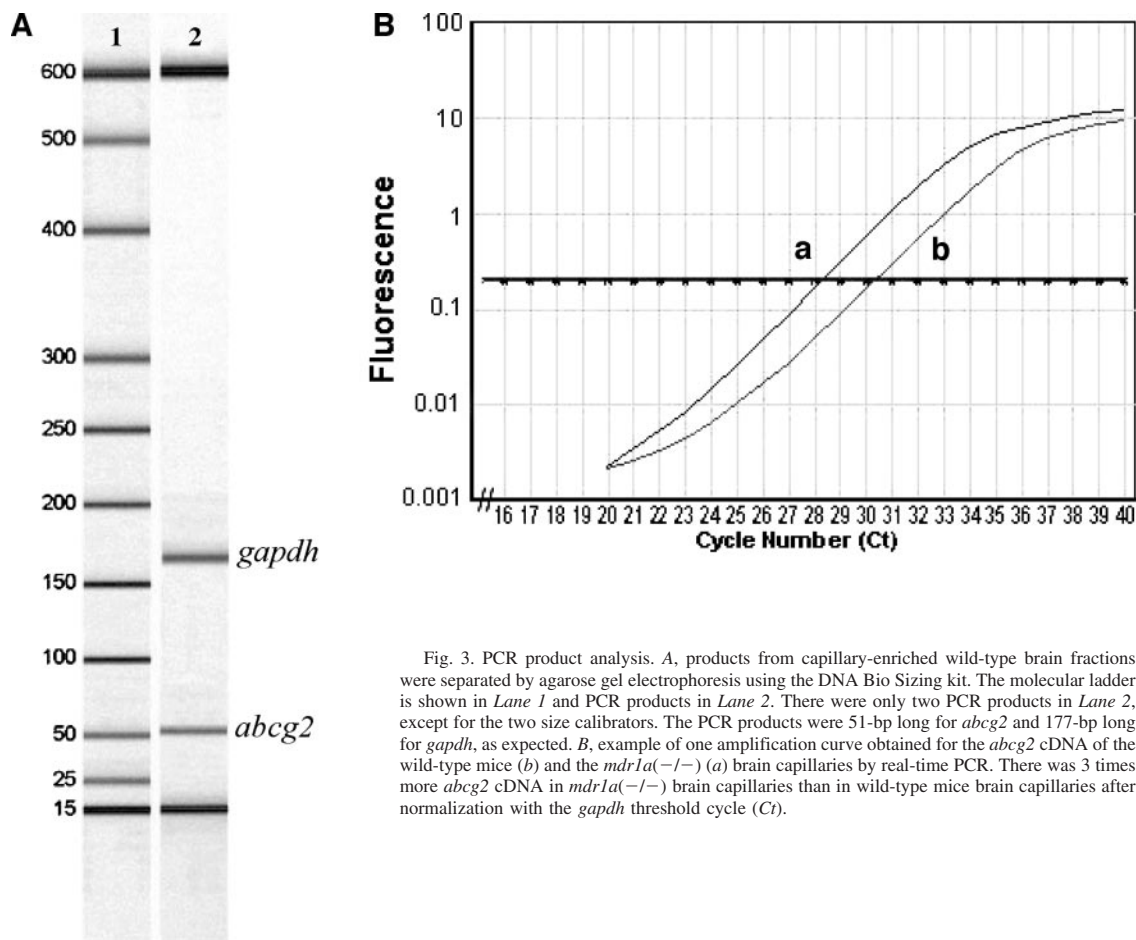 A
1 2
600
500
400
300
250
200
gapdh
150
100
abcg2
50
25
15
B
100
10
1
0.1
0.01
0.001
Fluorescence
a
b
16 17 18 19 20 21 22 23 24 25 26 27 28 29 30 31 32 33 34 35 36 37 38 39 40
Cycle Number (Ct)
Fig. 3. PCR product analysis. A, products from capillary-enriched wild-type brain fractions
were separated by agarose gel electrophoresis using the DNA Bio Sizing kit. The molecular ladder
is shown in Lane 1 and PCR products in Lane 2. There were only two PCR products in Lane 2,
except for the two size calibrators. The PCR products were 51-bp long for abcg2 and 177-bp long
for gapdh, as expected. B, example of one amplification curve obtained for the abcg2 cDNA of the
wild-type mice (b) and the mdr1a(−/−) (a) brain capillaries by real-time PCR. There was 3 times
more abcg2 cDNA in mdr1a(−/−) brain capillaries than in wild-type mice brain capillaries after
normalization with the gapdh threshold cycle (Ct).